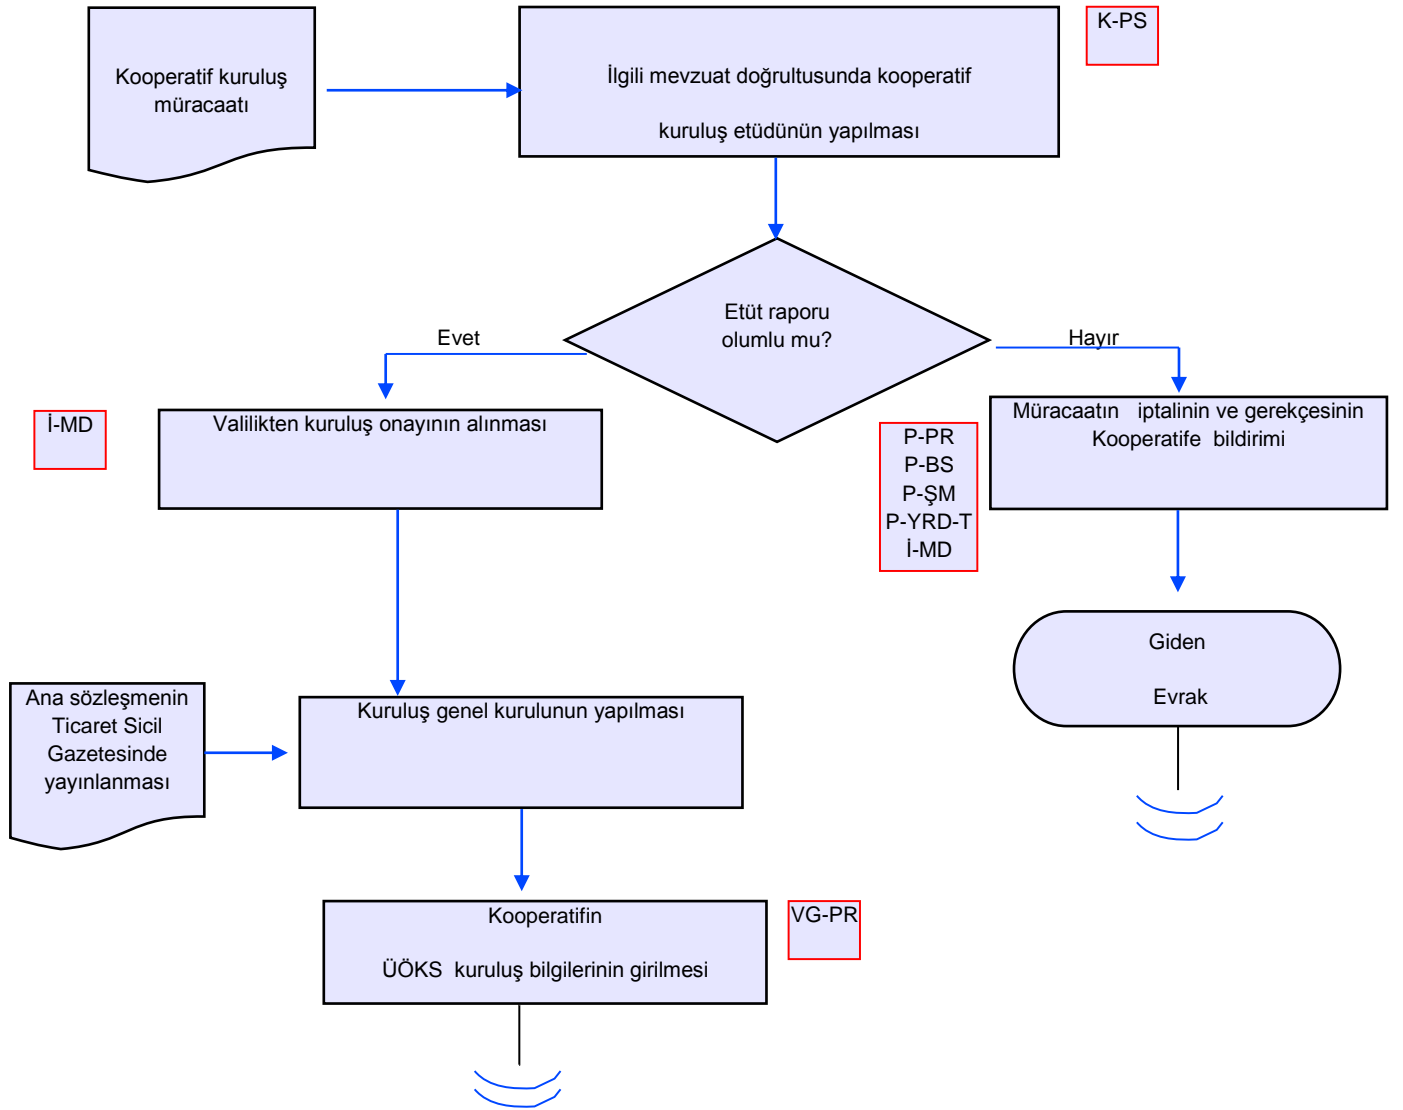 Kooperatif kuruluş
müracaatı
İlgili mevzuat doğrultusunda kooperatif
kuruluş etüdünün yapılması
K-PS
Etüt raporu
olumlu mu?
Evet
Hayır
İ-MD
Valilikten kuruluş onayının alınması
P-PR
P-BS
P-ŞM
P-YRD-T
İ-MD
Müracaatın iptalinin ve gerekçesinin
Kooperatife bildirimi
Giden
Evrak
Ana sözleşmenin
Ticaret Sicil
Gazetesinde
yayınlanması
Kuruluş genel kurulunun yapılması
Kooperatifin
ÜÖKS kuruluş bilgilerinin girilmesi
VG-PR